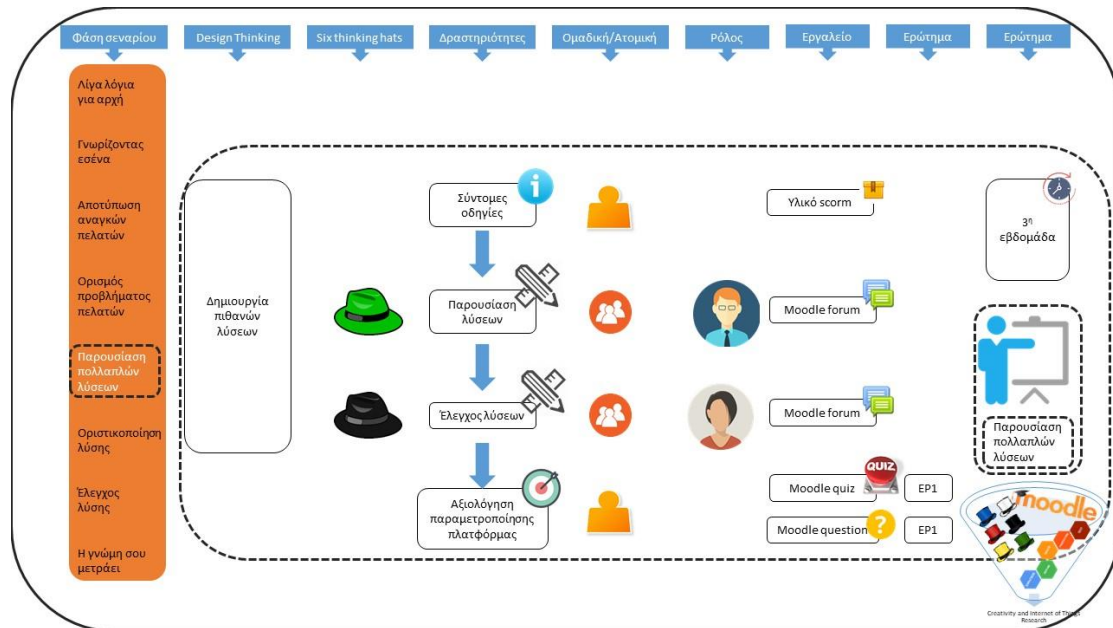 Φάση σεναρίου
Design Thinking
Six thinking hats
Δραστηριότητες
Ομαδική/Ατομική
Ρόλος
Εργαλείο
Ερώτημα
Ερώτημα
Λίγα λόγια
για αρχή
Γνωρίζοντας
εσένα
Αποτύπωση
αναγκών
πελατών
Ορισμός
προβλήματος
πελατών
Παρουσίαση
πολλαπλών
λύσεων
Οριστικοποίηση
λύσης
Έλεγχος
λύσης
Η γνώμη σου
μετράει
Δημιουργία
πιθανών
λύσεων
Σύντομες
οδηγίες
Υλικό scorm
3η
εβδομάδα
Παρουσίαση
λύσεων
Moodle forum
Έλεγχος λύσεων
Moodle forum
Παρουσίαση
πολλαπλών
λύσεων
Αξιολόγηση
παραμετροποίησης
πλατφόρμας
QUIZ
Moodle quiz
ΕΡ1
Moodle question
?
ΕΡ1
moodle
Creativity and Internet of Things
Research